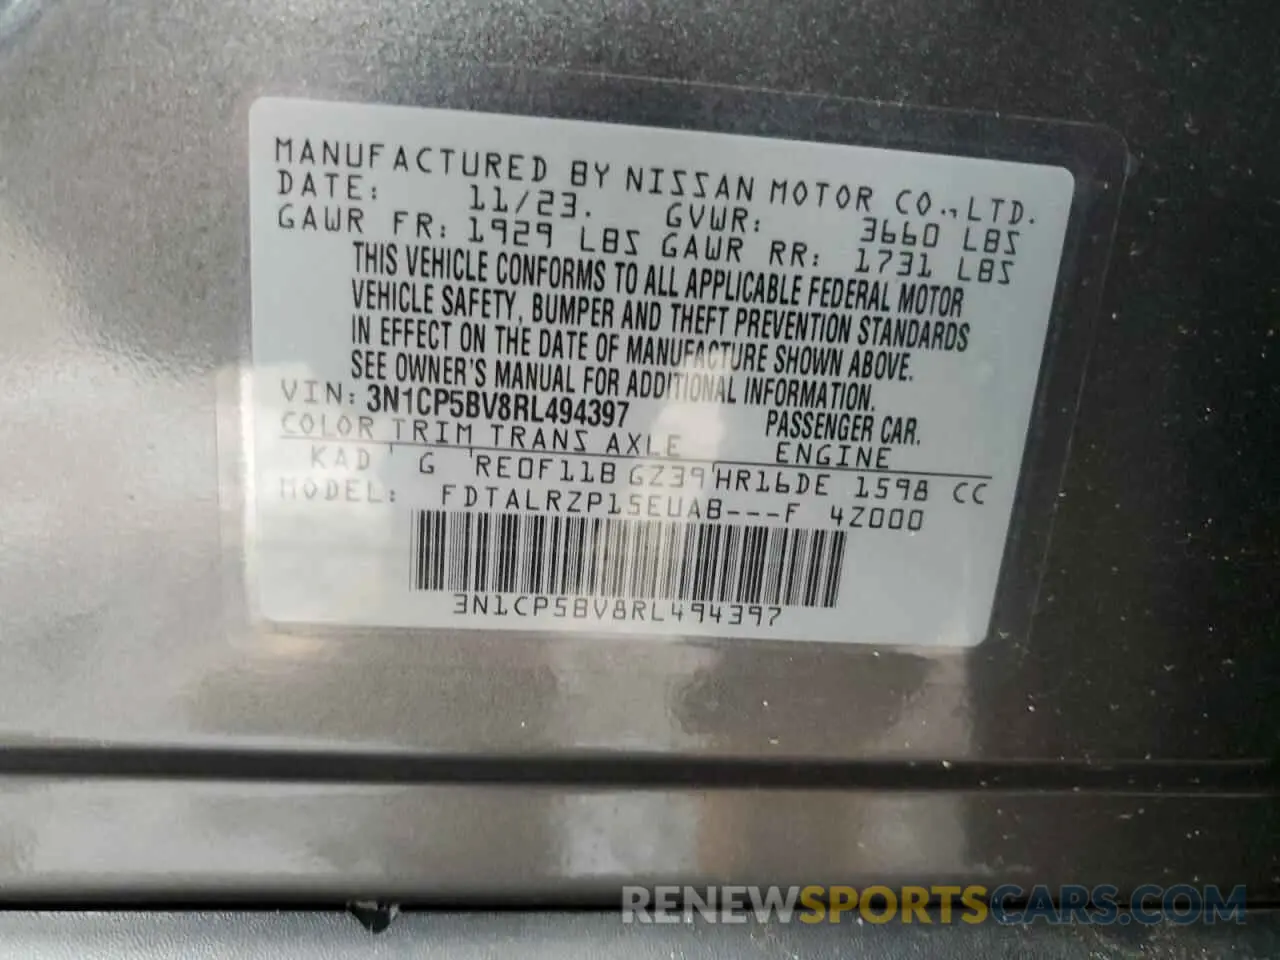 MANUFACTURED BY NISSAN MOTOR CO.,LTD.
DATE: 11/23. GVWR: 3660 LBS
GAWR FR: 1929 LBS GAWR RR: 1731 LBS
THIS VEHICLE CONFORMS TO ALL APPLICABLE FEDERAL MOTOR
VEHICLE SAFETY, BUMPER AND THEFT PREVENTION STANDARDS
IN EFFECT ON THE DATE OF MANUFACTURE SHOWN ABOVE.
SEE OWNER'S MANUAL FOR ADDITIONAL INFORMATION.
VIN: 3N1CP5BV8RL494397 PASSENGER CAR.
COLOR TRIM TRANS AXLE ENGINE
KAD ' G ' RE0F11B GZ39'HR16DE 1598 CC
MODEL: FDTALRZP15EUAB---F 4Z000
3N1CP5BV8RL494397
RENEWSPORTSCARS.COM